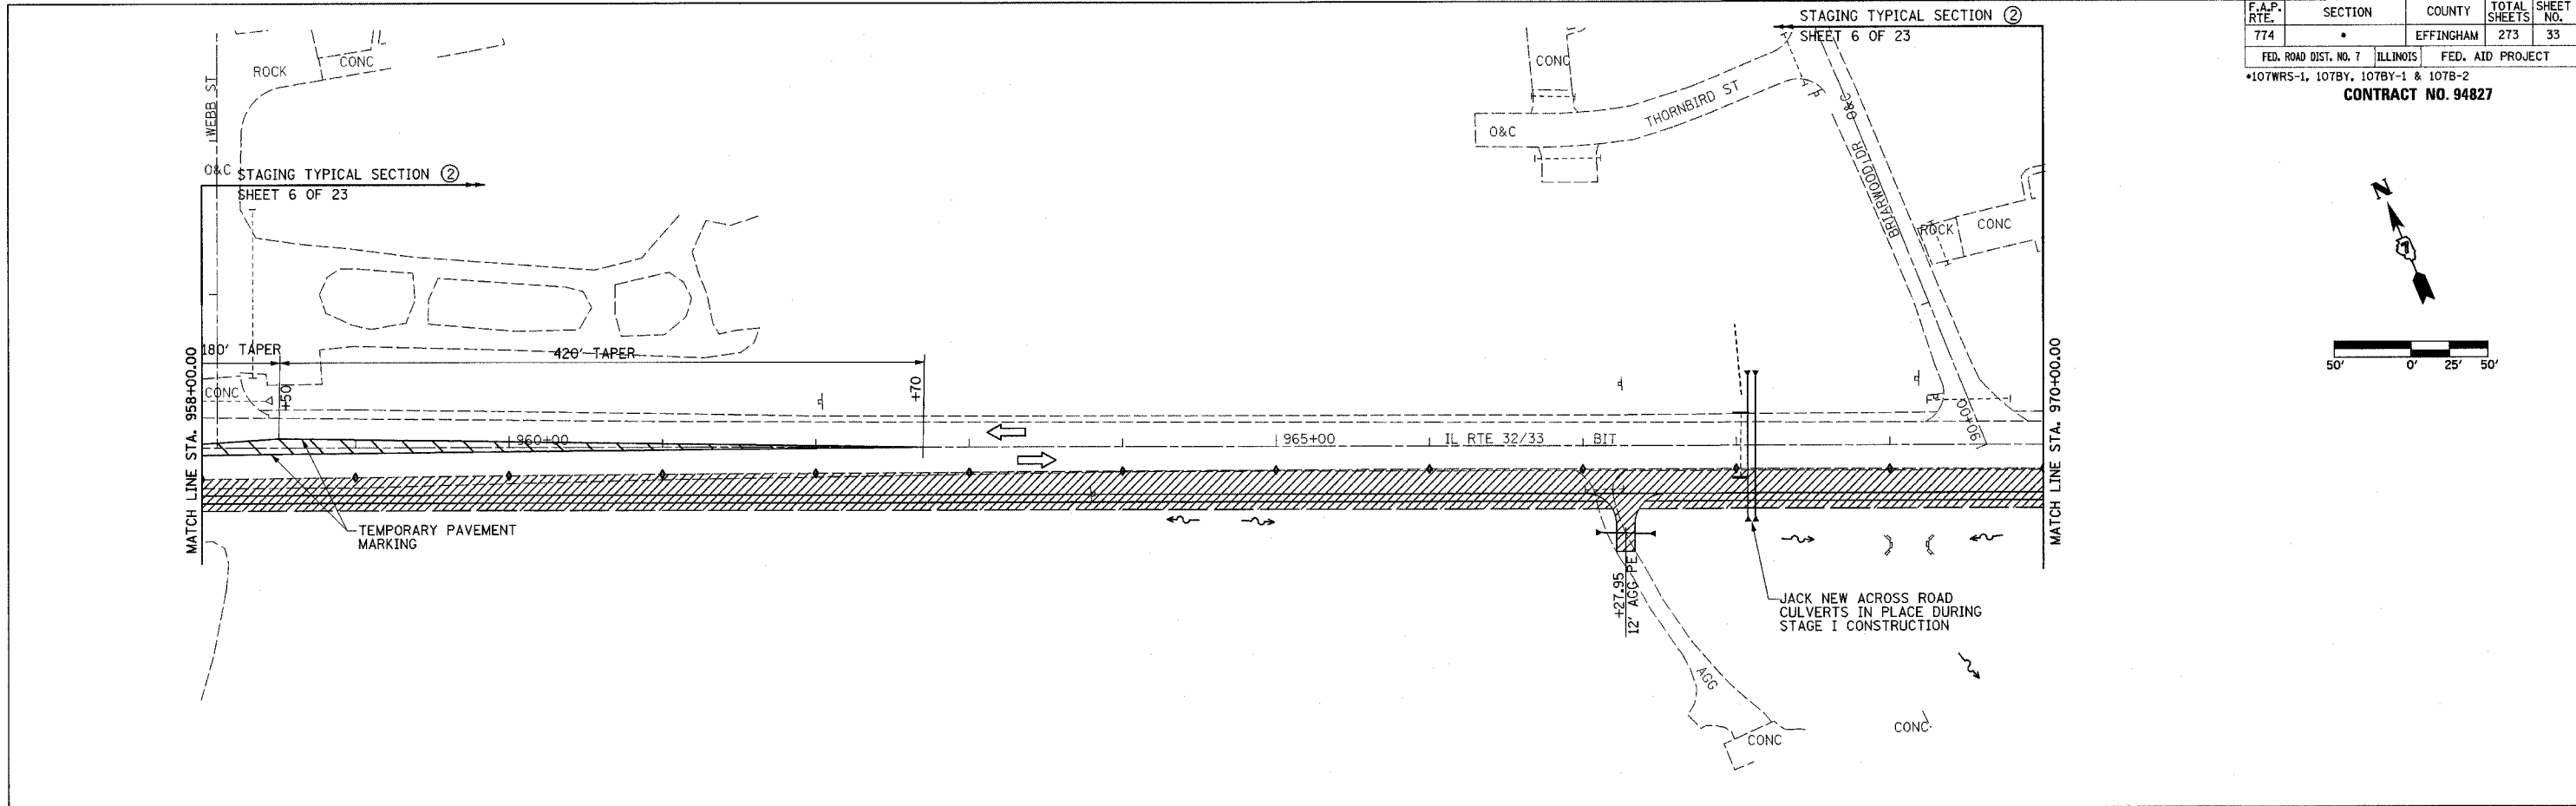 F.A.P. RTE.
SECTION
COUNTY
TOTAL SHEETS
SHEET NO.
774
*
EFFINGHAM
273
33
FED. ROAD DIST. NO. 7
ILLINOIS
FED. AID PROJECT
*107WRS-1, 107BY, 107BY-1 & 107B-2
CONTRACT NO. 94827
STAGING TYPICAL SECTION 2
SHEET 6 OF 23
ROCK
CONC
WEBB ST
O&C
STAGING TYPICAL SECTION 2
SHEET 6 OF 23
CONC
O&C
THORNBIRD ST
O&C
BRIARWOOD DR
ROCK
CONC
N
7
50'
0'
25'
50'
180' TAPER
420' TAPER
CONC
+50
+70
90+00
MATCH LINE STA. 958+00.00
960+00
965+00
IL RTE 32/33
BIT
MATCH LINE STA. 970+00.00
TEMPORARY PAVEMENT
MARKING
+27.95
12' AGG PE
JACK NEW ACROSS ROAD
CULVERTS IN PLACE DURING
STAGE I CONSTRUCTION
AGG
CONC
CONC